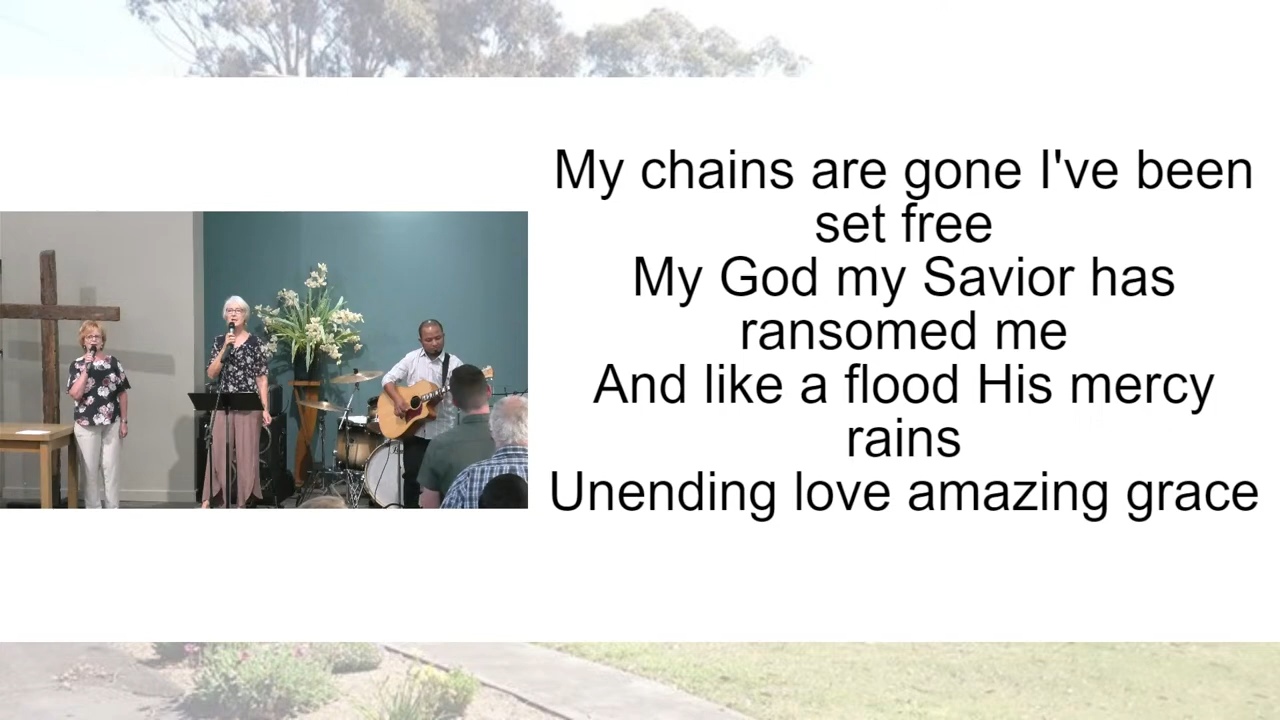 My chains are gone I've been
set free
My God my Savior has
ransomed me
And like a flood His mercy
rains
Unending love amazing grace